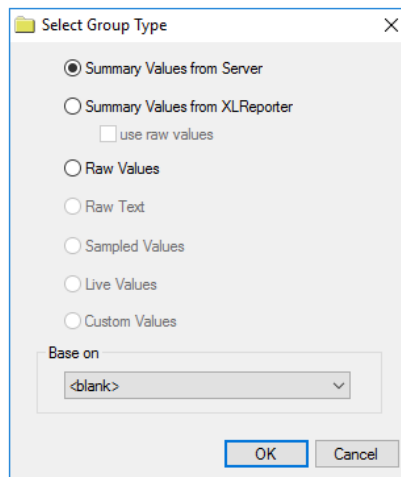 Select Group Type
Summary Values from Server
Summary Values from XLReporter
use raw values
Raw Values
Raw Text
Sampled Values
Live Values
Custom Values
Base on
<blank>
OK Cancel